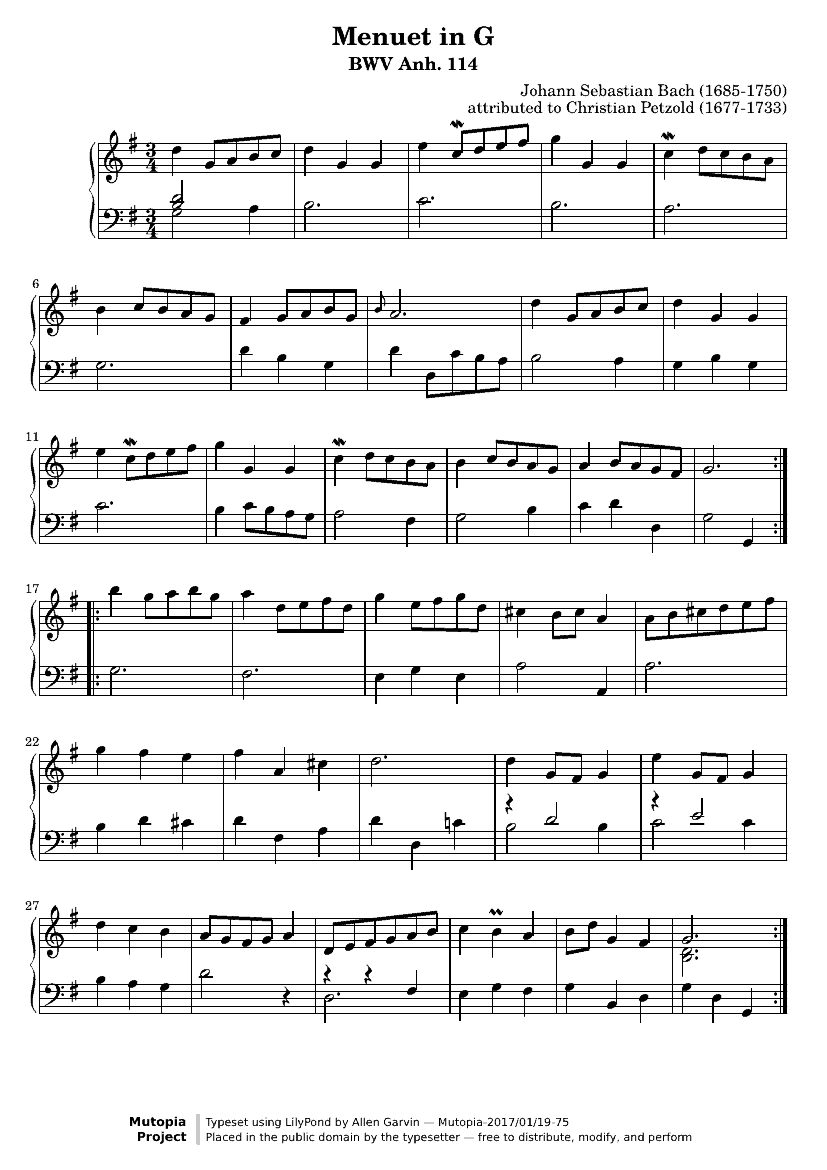 Menuet in G
BWV Anh. 114
Johann Sebastian Bach (1685-1750)
attributed to Christian Petzold (1677-1733)
3
4
3
4
6
11
17
22
27
Mutopia
Project
Typeset using LilyPond by Allen Garvin — Mutopia-2017/01/19-75
Placed in the public domain by the typesetter — free to distribute, modify, and perform